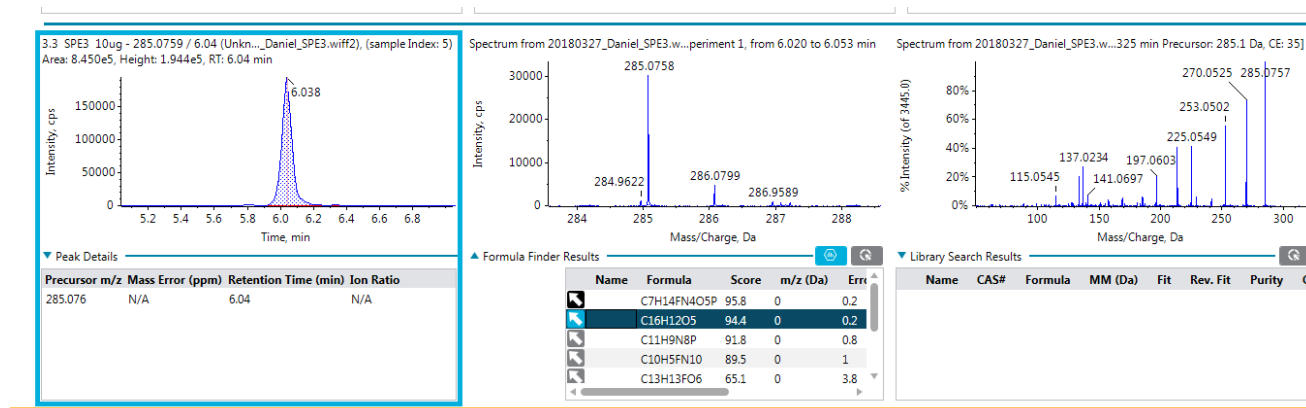 3.3 SPE3 10ug - 285.0759 / 6.04 (Unkn..._Daniel_SPE3.wiff2), (sample Index: 5)
Area: 8.450e5, Height: 1.944e5, RT: 6.04 min
6.038
150000
100000
50000
0
Intensity, cps
5.2 5.4 5.6 5.8 6.0 6.2 6.4 6.6 6.8
Time, min
Peak Details
Precursor m/z Mass Error (ppm) Retention Time (min) Ion Ratio
285.076 N/A 6.04 N/A
Spectrum from 20180327_Daniel_SPE3.w...periment 1, from 6.020 to 6.053 min
285.0758
30000
20000
10000
0
Intensity, cps
284.9622
286.0799
286.9589
284 285 286 287 288
Mass/Charge, Da
Formula Finder Results
Name Formula Score m/z (Da) Erro
C7H14FN4O5P 95.8 0 0.2
C16H12O5 94.4 0 0.2
C11H9N8P 91.8 0 0.8
C10H5FN10 89.5 0 1
C13H13FO6 65.1 0 3.8
Spectrum from 20180327_Daniel_SPE3.w...325 min Precursor: 285.1 Da, CE: 35]
270.0525 285.0757
80%
253.0502
60%
225.0549
40%
137.0234 197.0603
115.0545 141.0697
20%
0%
% Intensity (of 3445.0)
100 150 200 250 300
Mass/Charge, Da
Library Search Results
Name CAS# Formula MM (Da) Fit Rev. Fit Purity